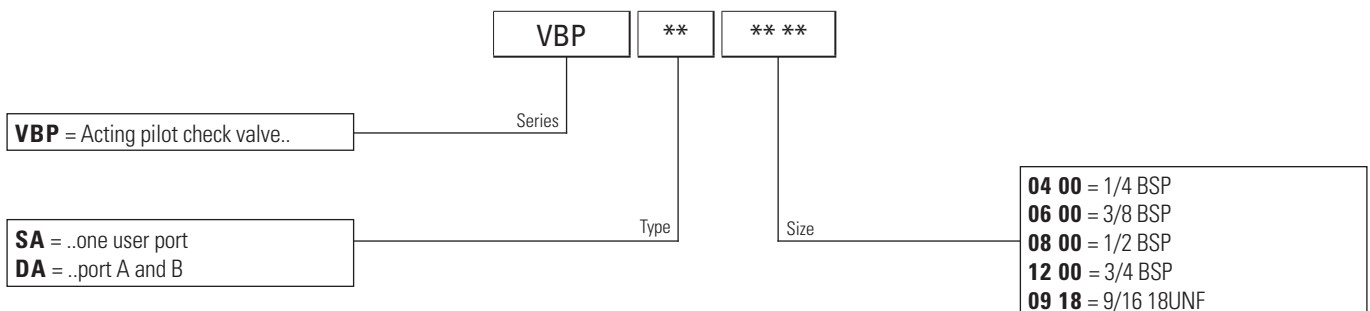 VBP ** ** **
Series
VBP = Acting pilot check valve..
Type
SA = ..one user port
DA = ..port A and B
Size
04 00 = 1/4 BSP
06 00 = 3/8 BSP
08 00 = 1/2 BSP
12 00 = 3/4 BSP
09 18 = 9/16 18UNF